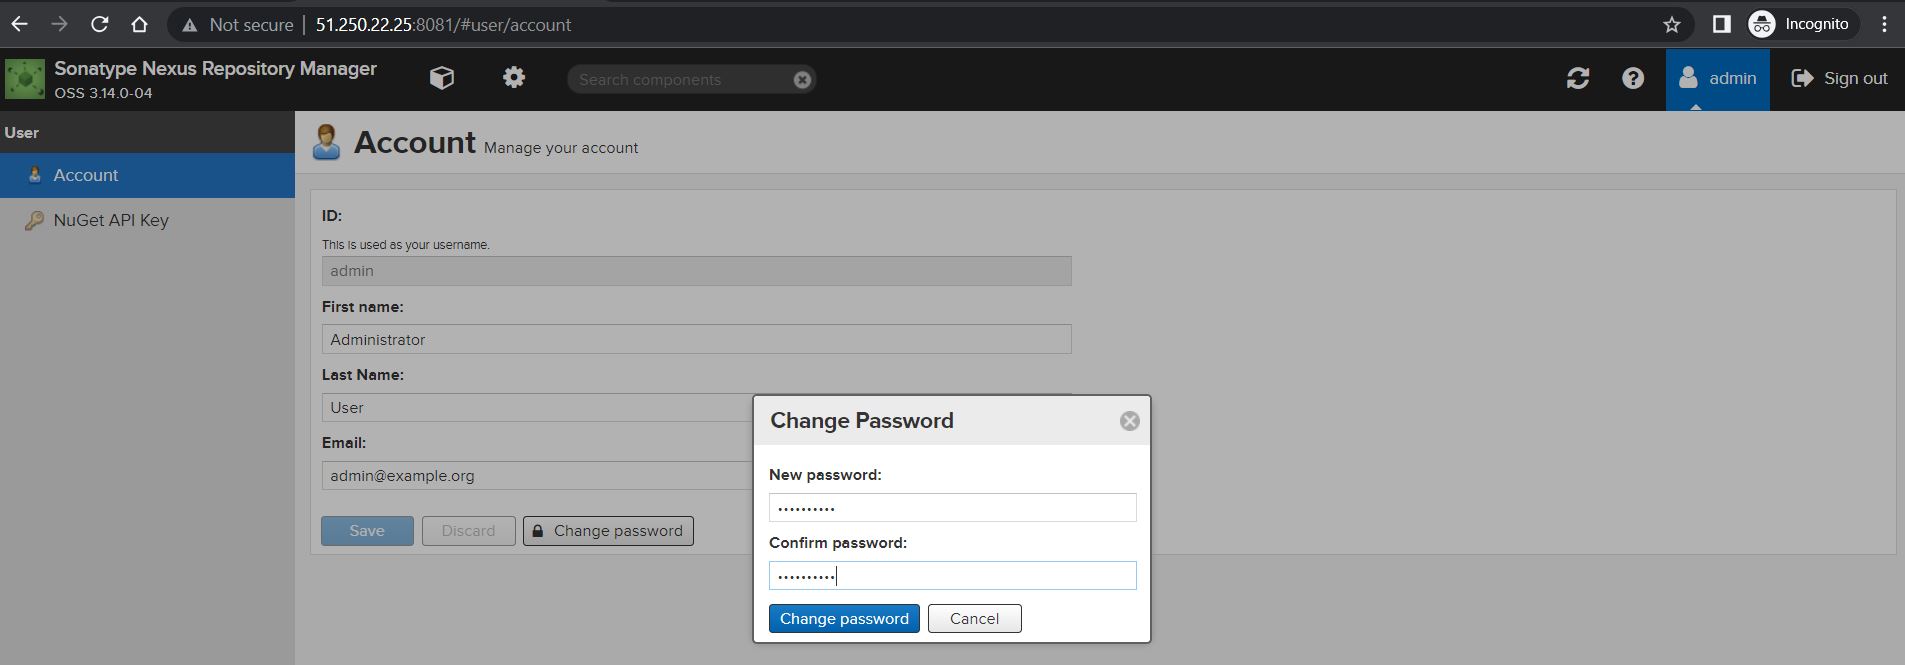 Not secure | 51.250.22.25:8081/#user/account
Incognito
Sonatype Nexus Repository Manager
OSS 3.14.0-04
Search components
admin
Sign out
User
Account
NuGet API Key
Account Manage your account
ID:
This is used as your username.
admin
First name:
Administrator
Last Name:
User
Email:
admin@example.org
Save
Discard
Change password
Change Password
New password:
••••••••••
Confirm password:
••••••••••
Change password
Cancel